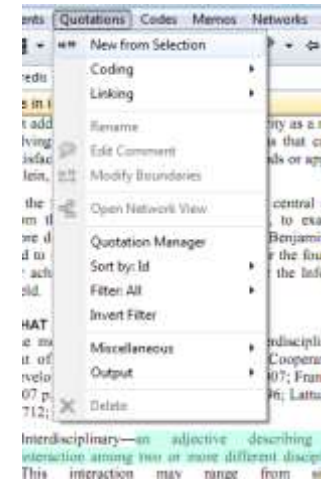 ents Quotations Codes Memos Networks
New from Selection
Coding
Linking
Rename
Edit Comment
Modify Boundaries
Open Network View
Quotation Manager
Sort by: Id
Filter: All
Invert Filter
Miscellaneous
Output
Delete
Interdisciplinary—an adjective describing
interaction among two or more different discip
This interaction may range from